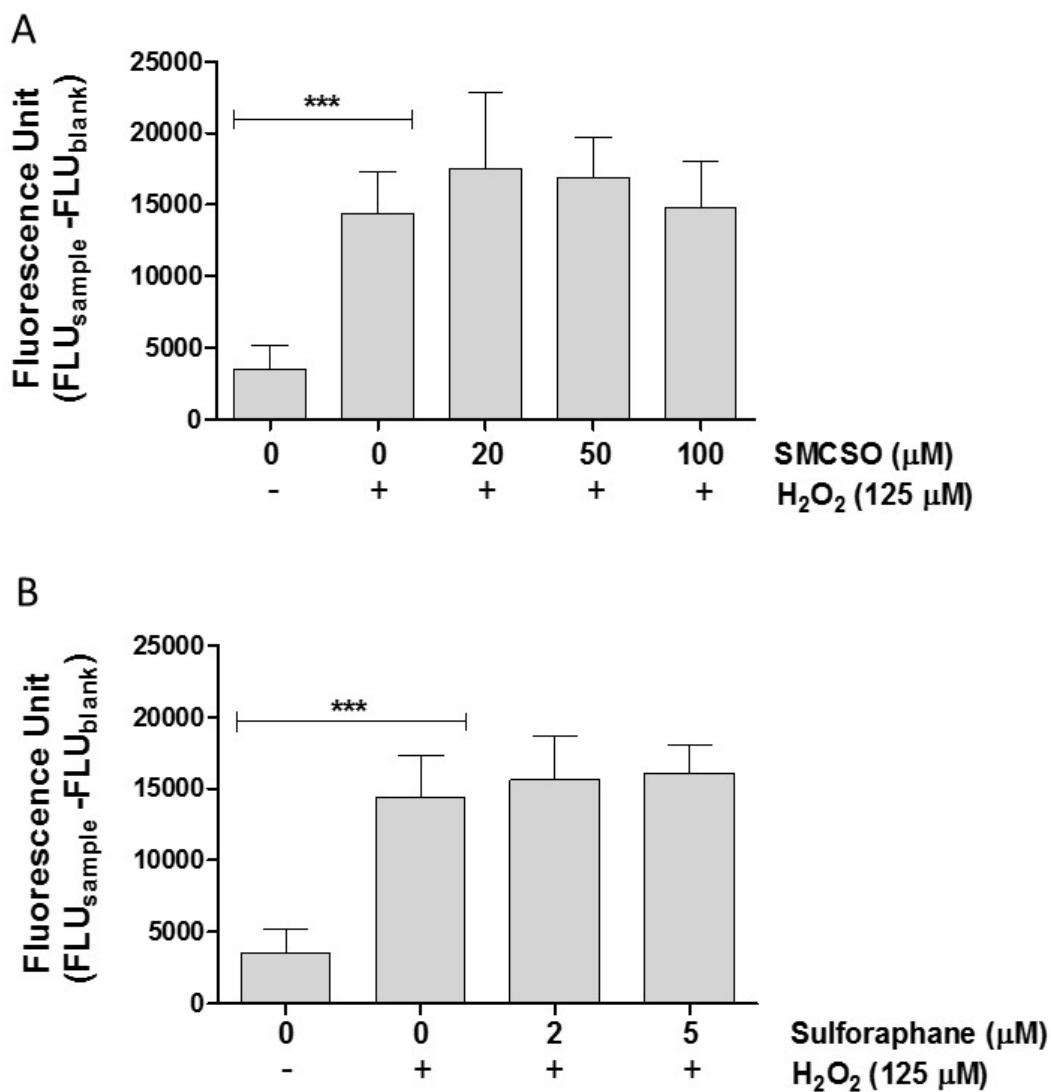 A
Fluorescence Unit
(FLUsample -FLUblank)
25000
20000
15000
10000
5000
0
***
0 0 20 50 100 SMCSO (μM)
- + + + + H2O2 (125 μM)
B
Fluorescence Unit
(FLUsample -FLUblank)
25000
20000
15000
10000
5000
0
***
0 0 2 5 Sulforaphane (μM)
- + + + H2O2 (125 μM)